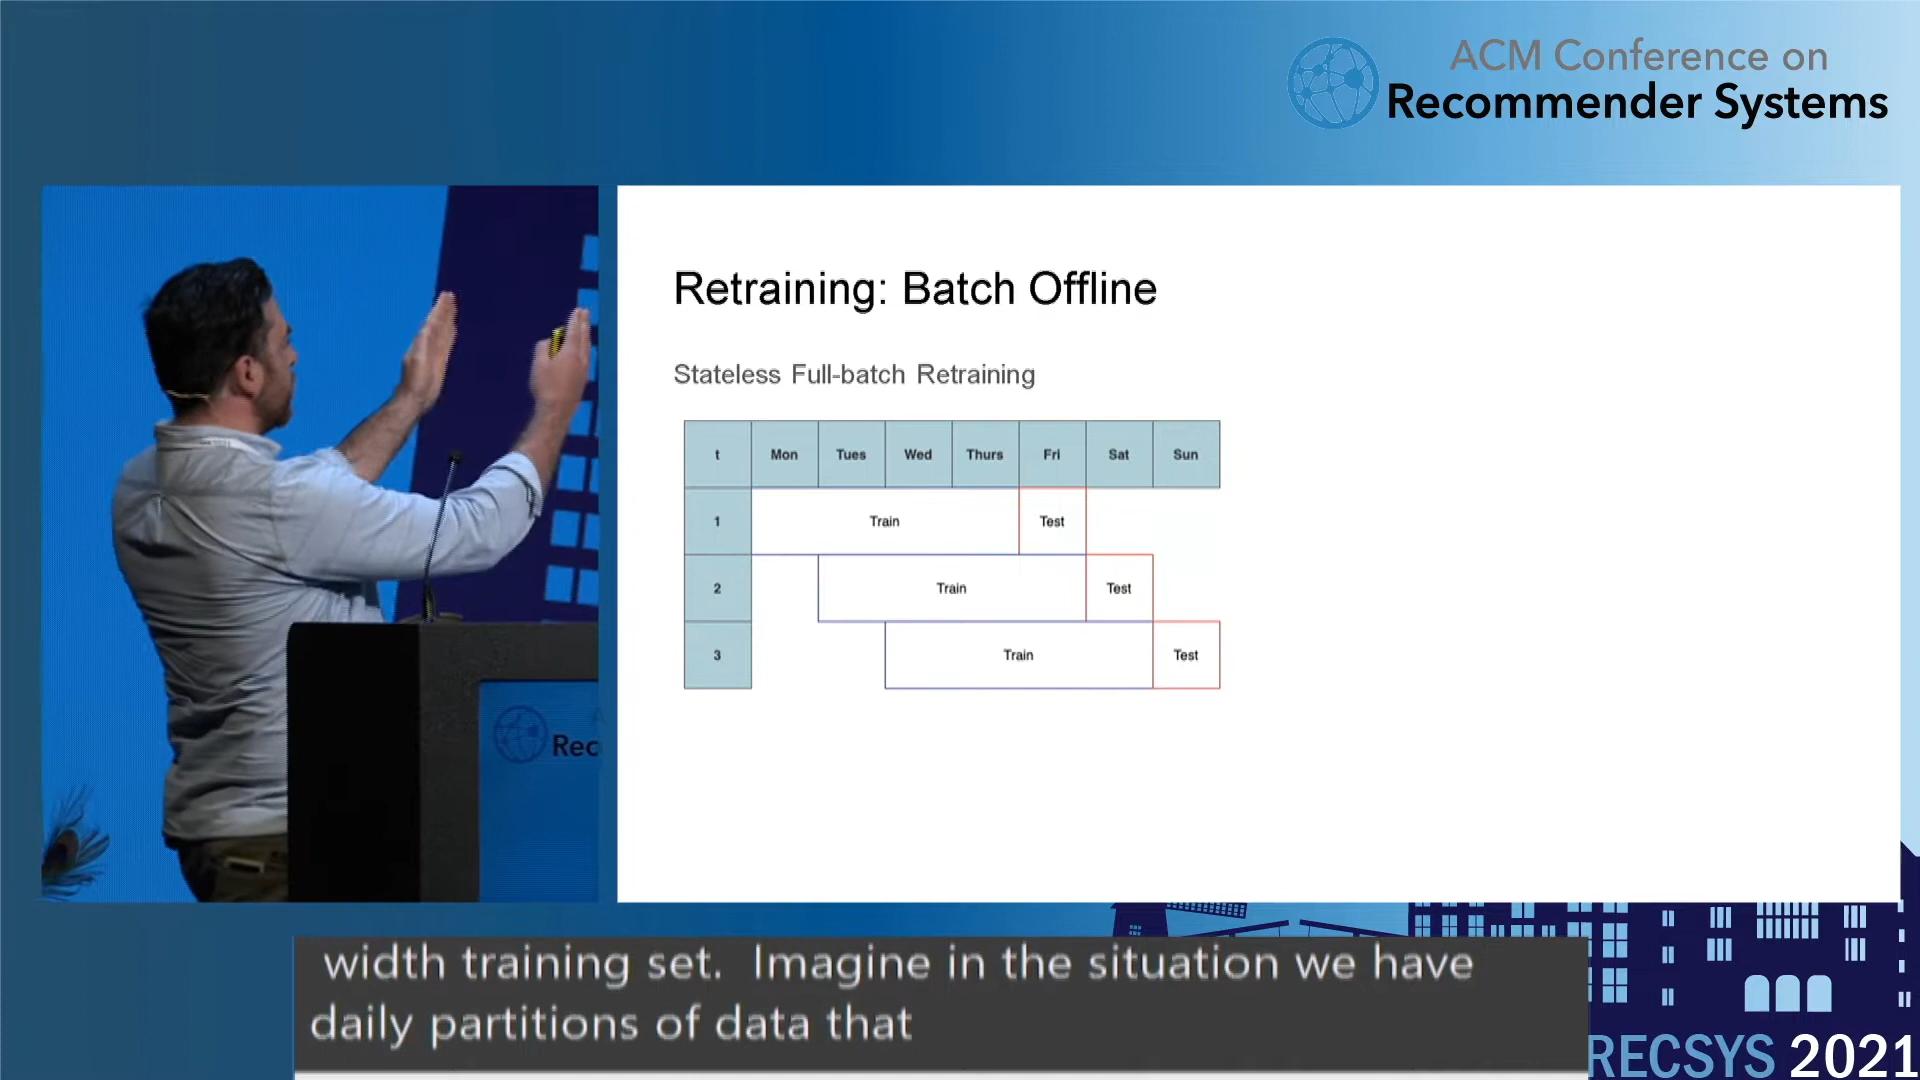 ACM Conference on
Recommender Systems
Retraining: Batch Offline
Stateless Full-batch Retraining
t Mon Tues Wed Thurs Fri Sat Sun
1 Train Test
2 Train Test
3 Train Test
Rec
width training set. Imagine in the situation we have
daily partitions of data that
RECSYS 2021